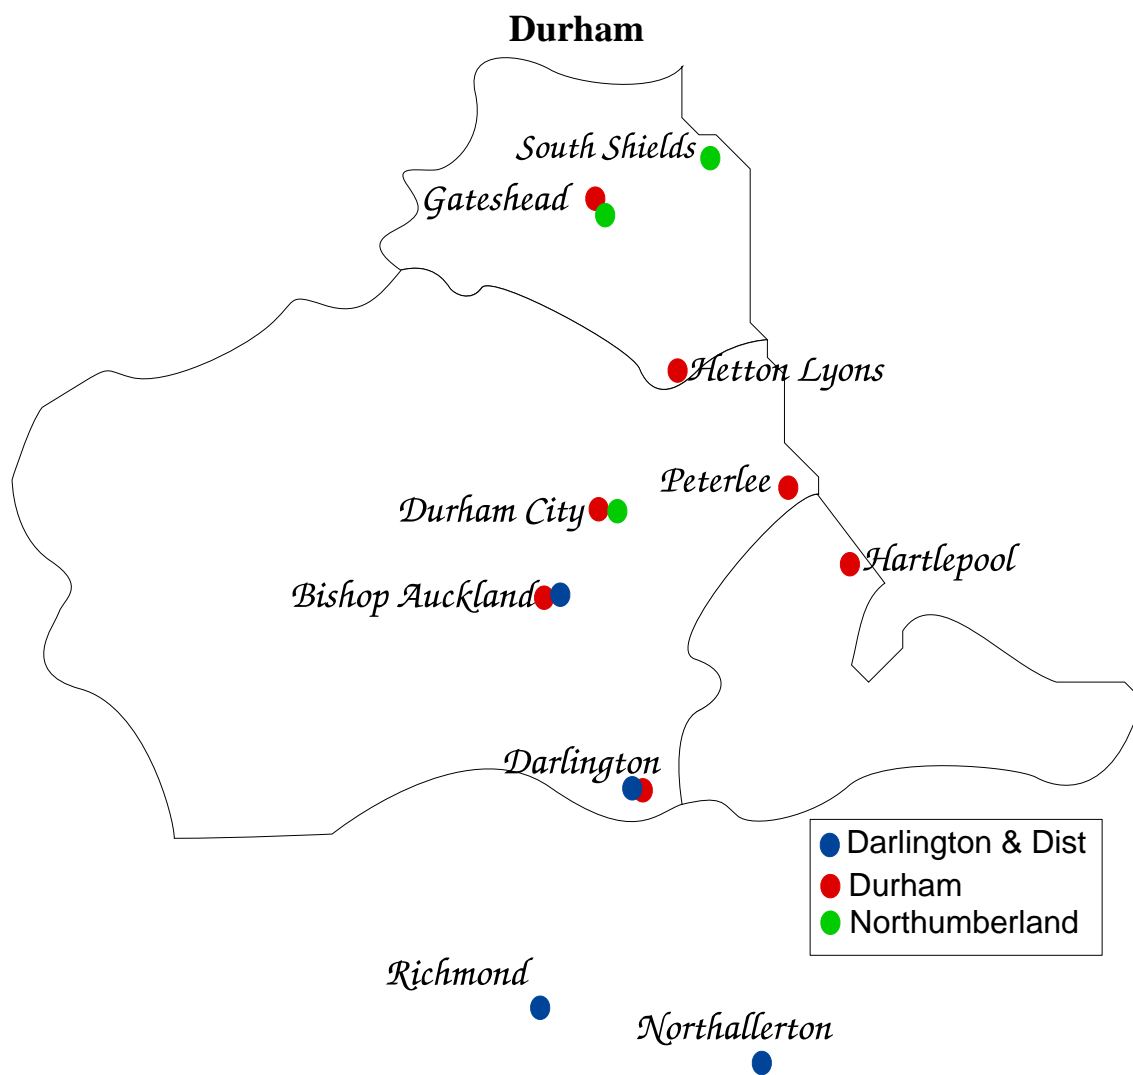 Durham
South Shields
Gateshead
Hetton Lyons
Peterlee
Durham City
Hartlepool
Bishop Auckland
Darlington
Darlington & Dist
Durham
Northumberland
Richmond
Northallerton